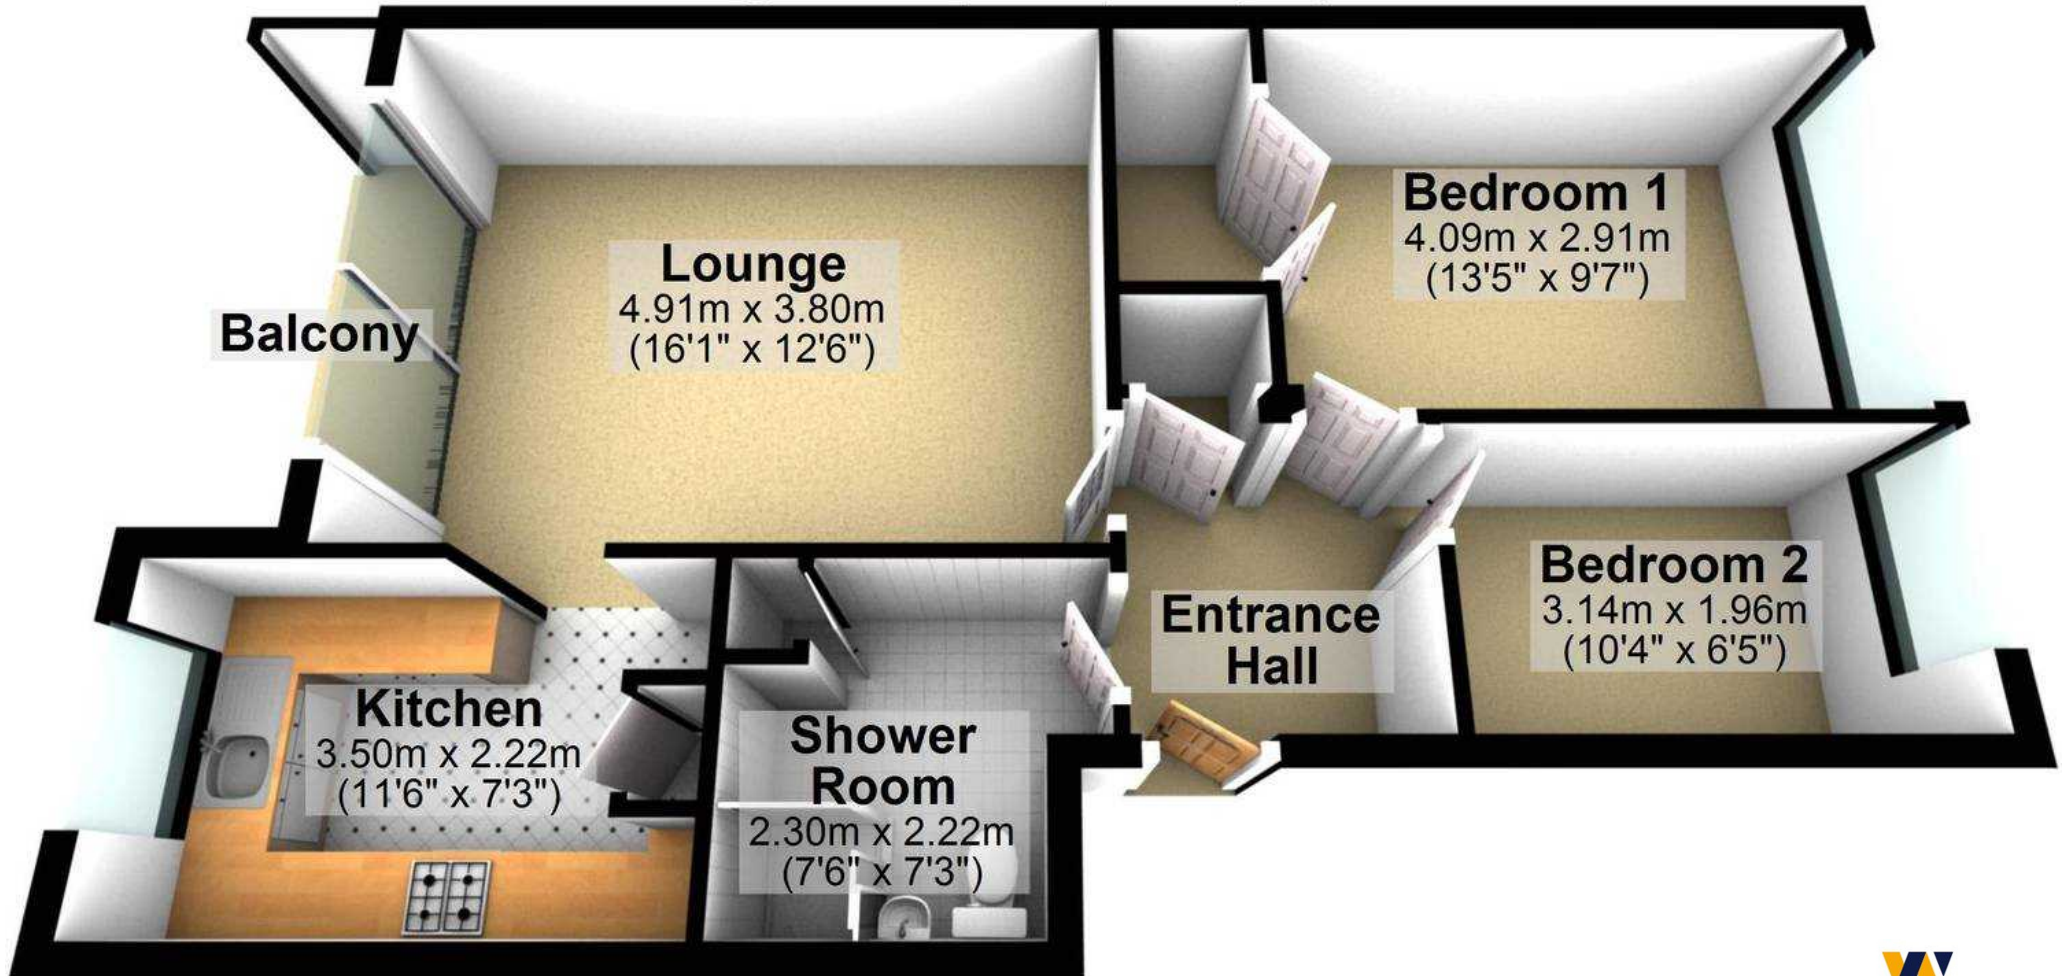 Balcony
Lounge
4.91m x 3.80m
(16'1" x 12'6")
Bedroom 1
4.09m x 2.91m
(13'5" x 9'7")
Kitchen
3.50m x 2.22m
(11'6" x 7'3")
Shower
Room
2.30m x 2.22m
(7'6" x 7'3")
Entrance
Hall
Bedroom 2
3.14m x 1.96m
(10'4" x 6'5")